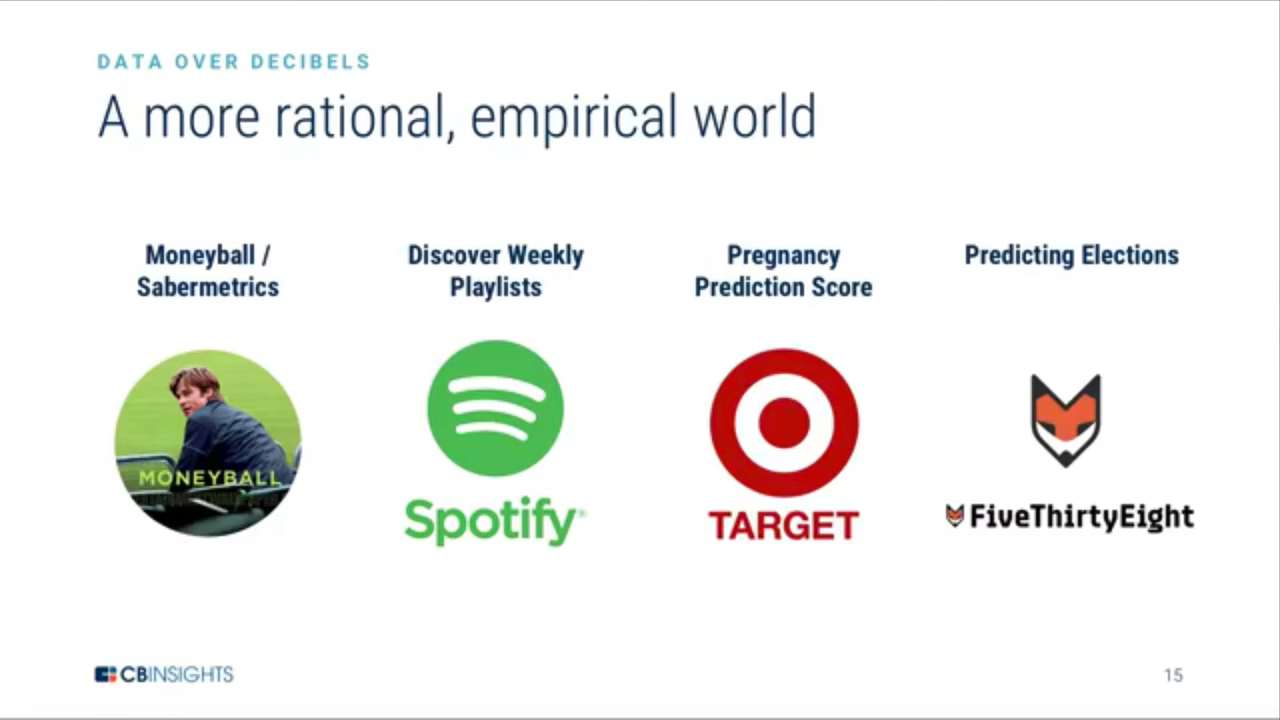 DATA OVER DECIBELS
A more rational, empirical world
Moneyball /
Sabermetrics
Discover Weekly
Playlists
Pregnancy
Prediction Score
Predicting Elections
MONEYBALL
Spotify
TARGET
FiveThirtyEight
CBINSIGHTS
15